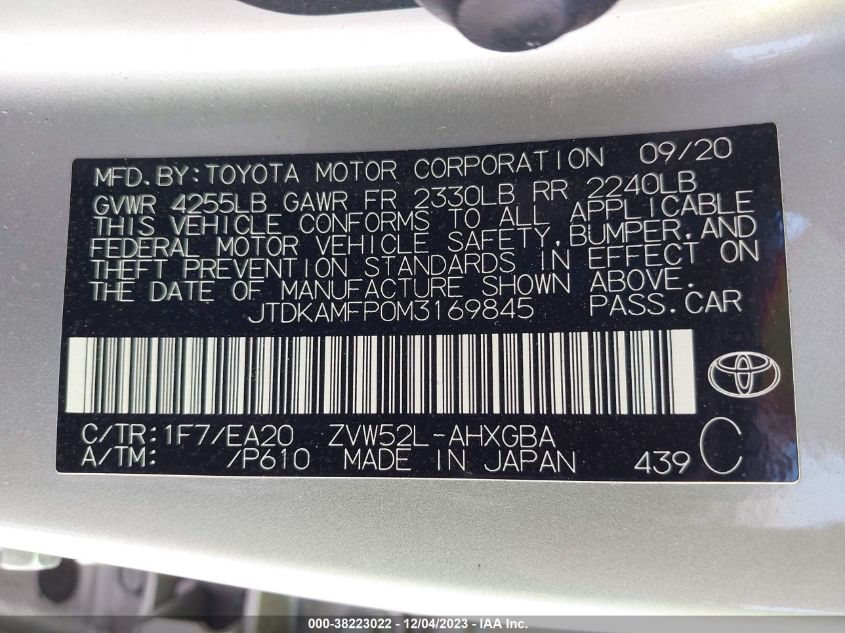 MFD.BY:TOYOTA MOTOR CORPORATION 09/20
GVWR 4255LB GAWR FR 2330LB RR 2240LB
THIS VEHICLE CONFORMS TO ALL APPLICABLE
FEDERAL MOTOR VEHICLE SAFETY,BUMPER,AND
THEFT PREVENTION STANDARDS IN EFFECT ON
THE DATE OF MANUFACTURE SHOWN ABOVE.
JTDKAMFP0M3169845 PASS.CAR
C/TR:1F7/EA20 ZVW52L-AHXGBA
A/TM: /P610 MADE IN JAPAN 439 C
000-38223022 - 12/04/2023 - IAA Inc.